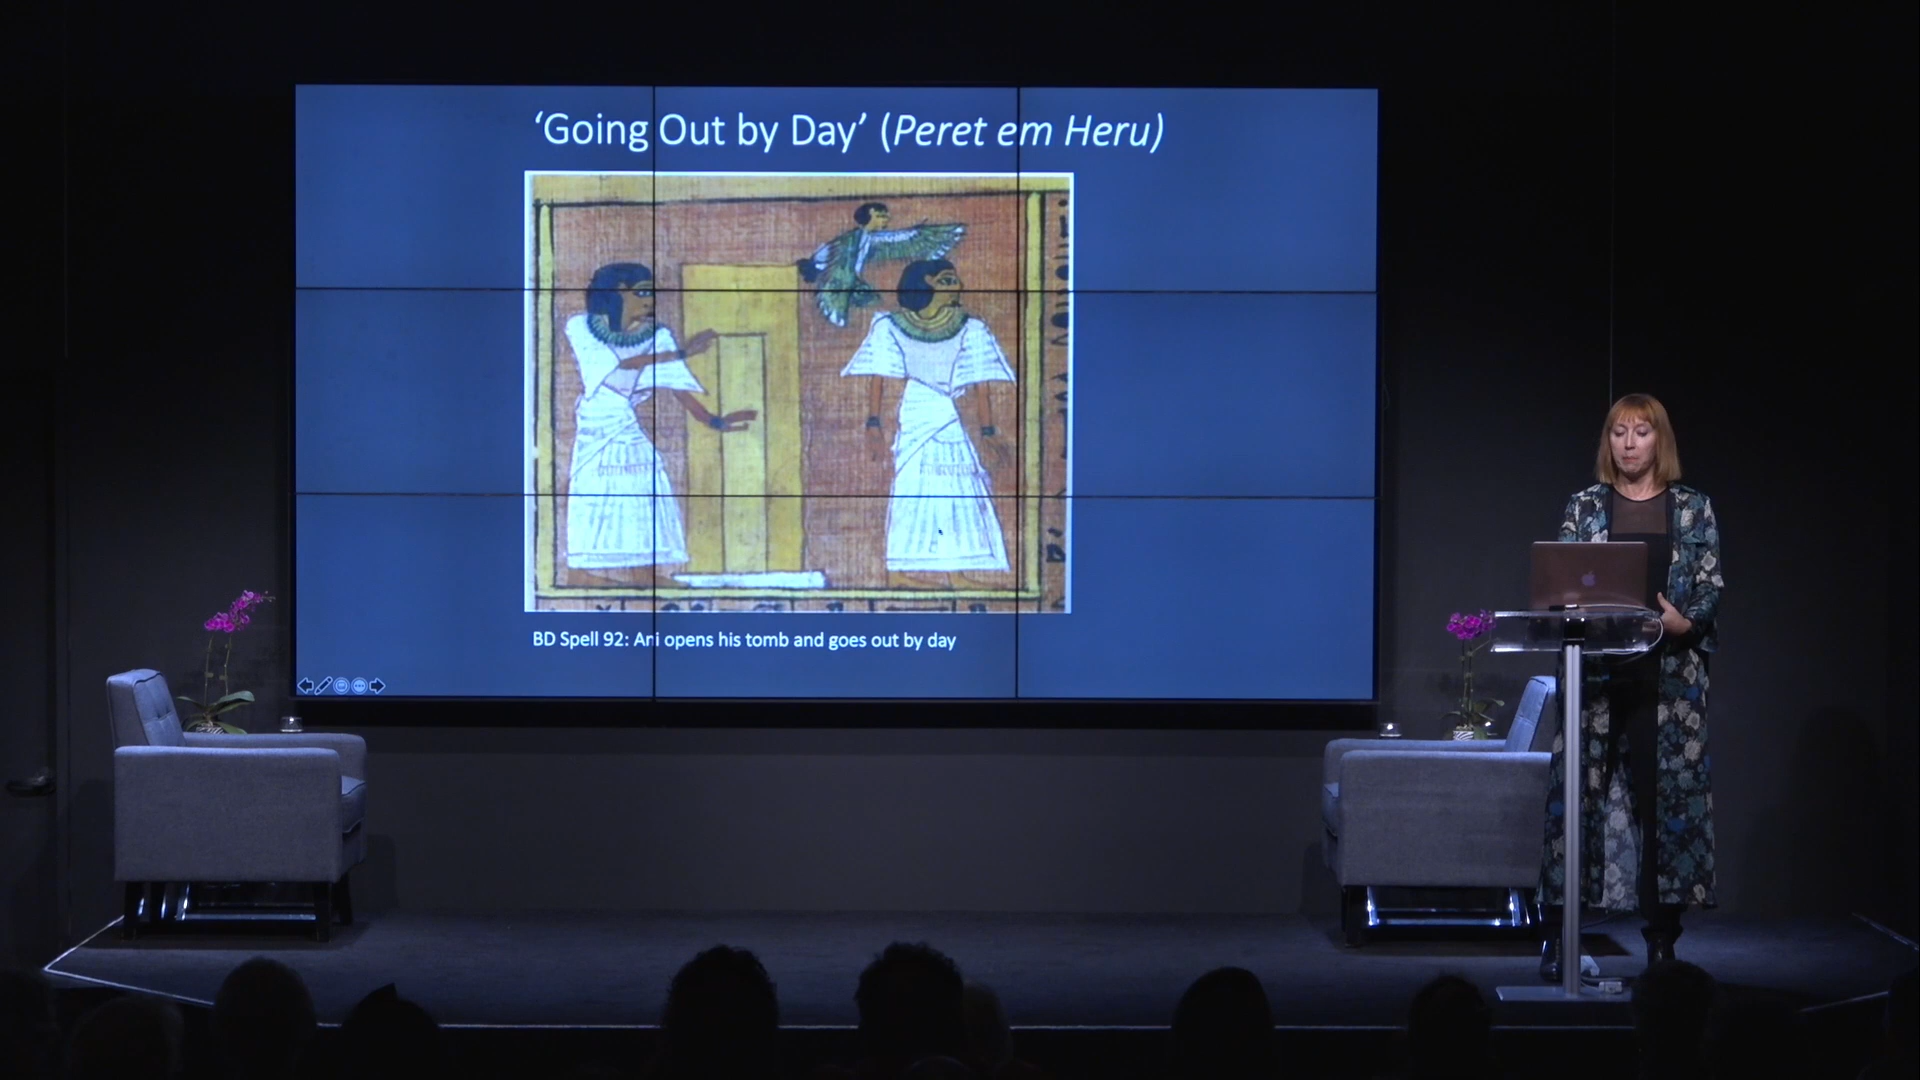 ‘Going Out by Day’ (Peret em Heru)
BD Spell 92: Ani opens his tomb and goes out by day